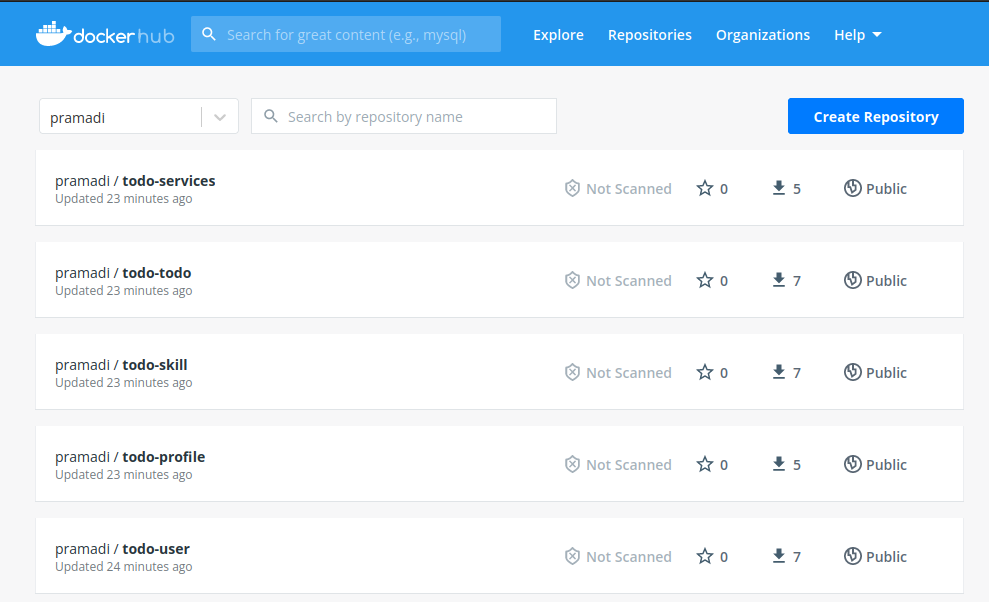 dockerhub Search for great content (e.g., mysql) Explore Repositories Organizations Help
pramadi Search by repository name Create Repository
pramadi / todo-services Not Scanned 0 5 Public
Updated 23 minutes ago
pramadi / todo-todo Not Scanned 0 7 Public
Updated 23 minutes ago
pramadi / todo-skill Not Scanned 0 7 Public
Updated 23 minutes ago
pramadi / todo-profile Not Scanned 0 5 Public
Updated 23 minutes ago
pramadi / todo-user Not Scanned 0 7 Public
Updated 24 minutes ago